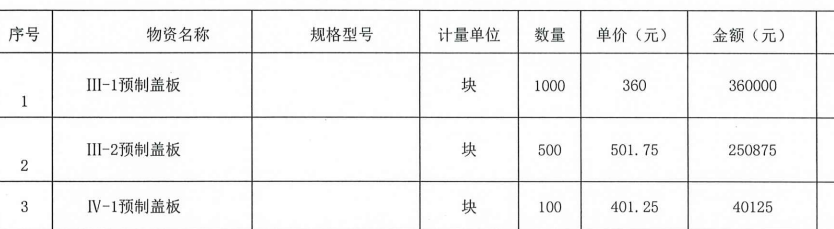 序号 物资名称 规格型号 计量单位 数量 单价（元） 金额（元）
1 III-1预制盖板 块 1000 360 360000
2 III-2预制盖板 块 500 501.75 250875
3 IV-1预制盖板 块 100 401.25 40125